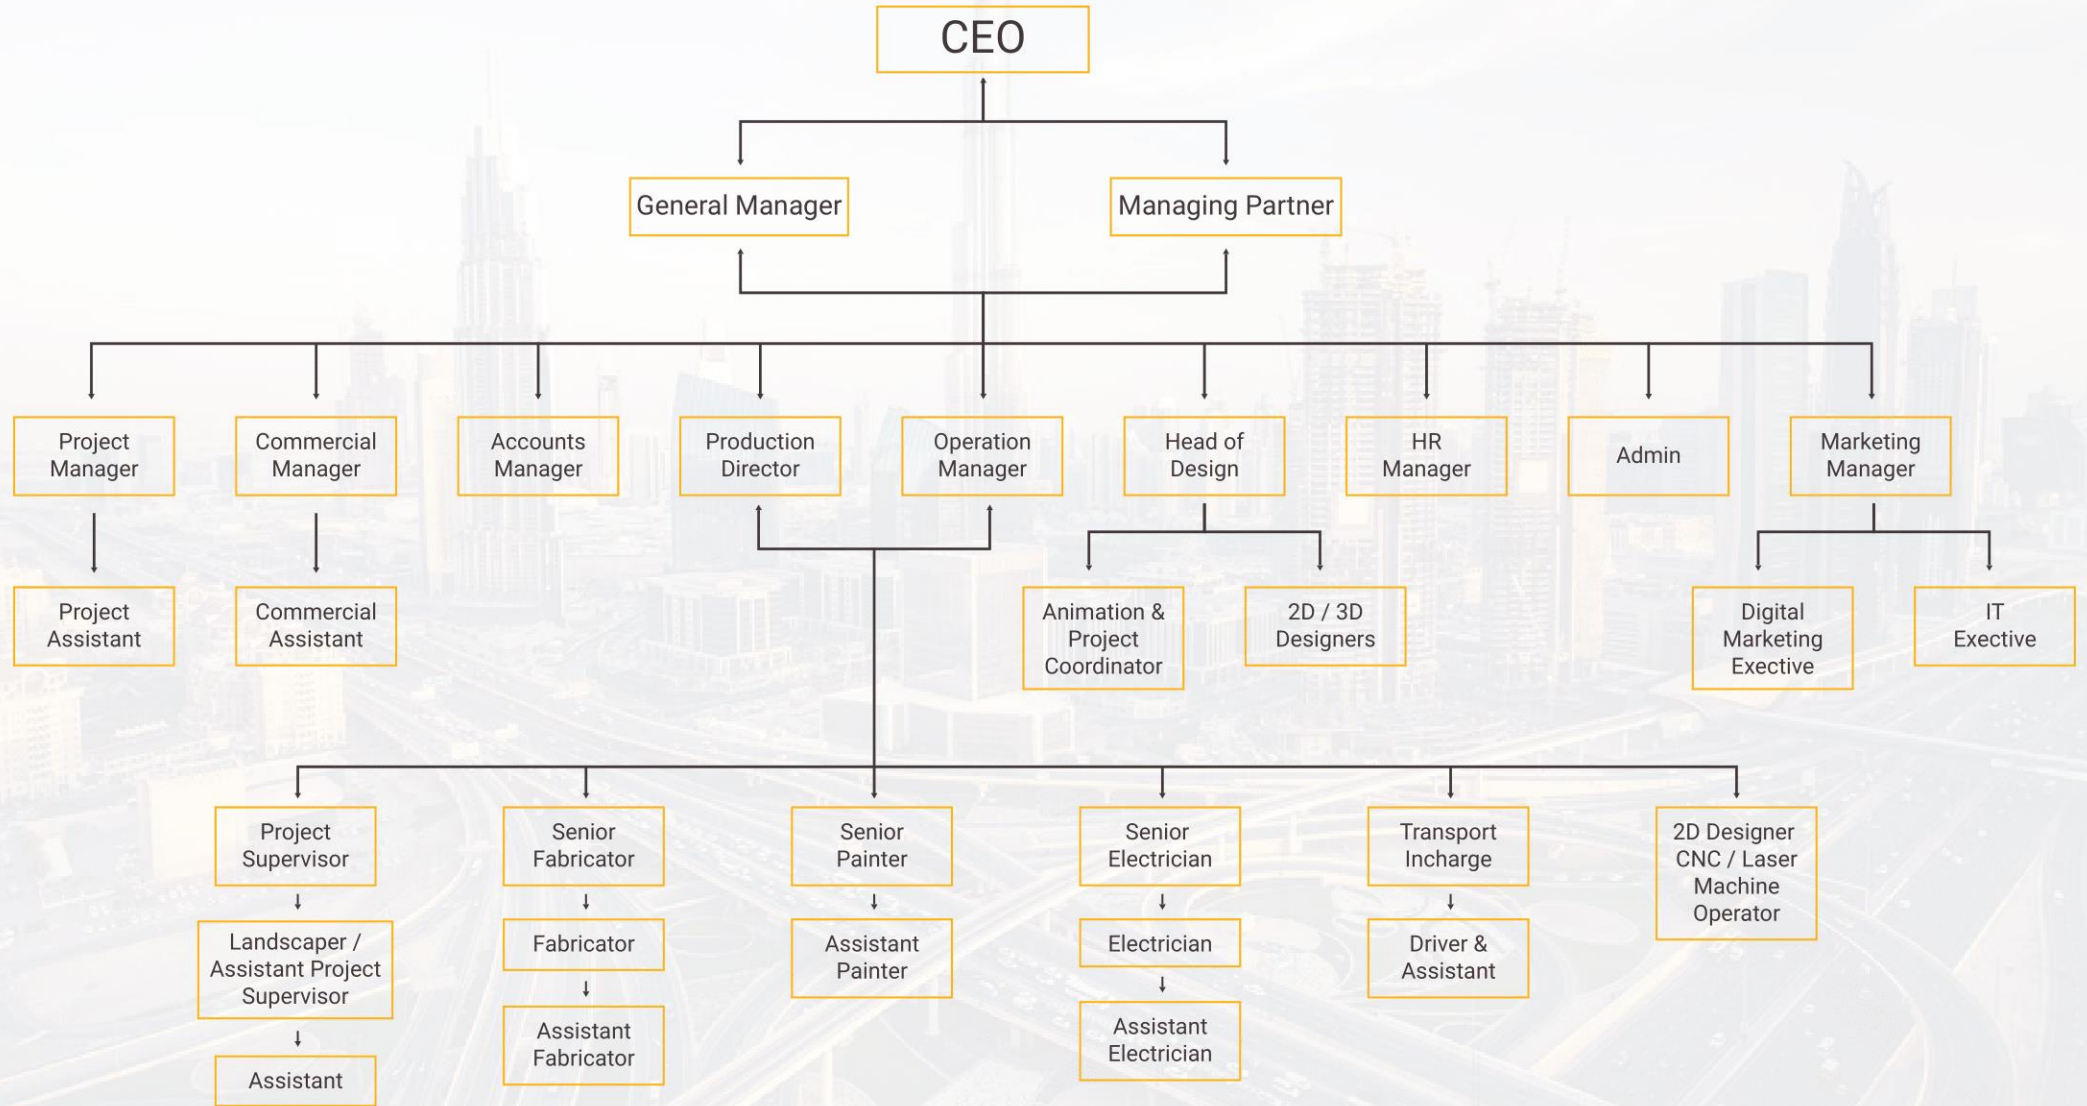 CEO
General Manager
Managing Partner
Project
Manager
Commercial
Manager
Accounts
Manager
Production
Director
Operation
Manager
Head of
Design
HR
Manager
Admin
Marketing
Manager
Project
Assistant
Commercial
Assistant
Animation &
Project
Coordinator
2D / 3D
Designers
Digital
Marketing
Exective
IT
Exective
Project
Supervisor
Senior
Fabricator
Senior
Painter
Senior
Electrician
Transport
Incharge
2D Designer
CNC / Laser
Machine
Operator
Landscaper /
Assistant Project
Supervisor
Fabricator
Assistant
Painter
Electrician
Driver &
Assistant
Assistant
Assistant
Fabricator
Assistant
Electrician